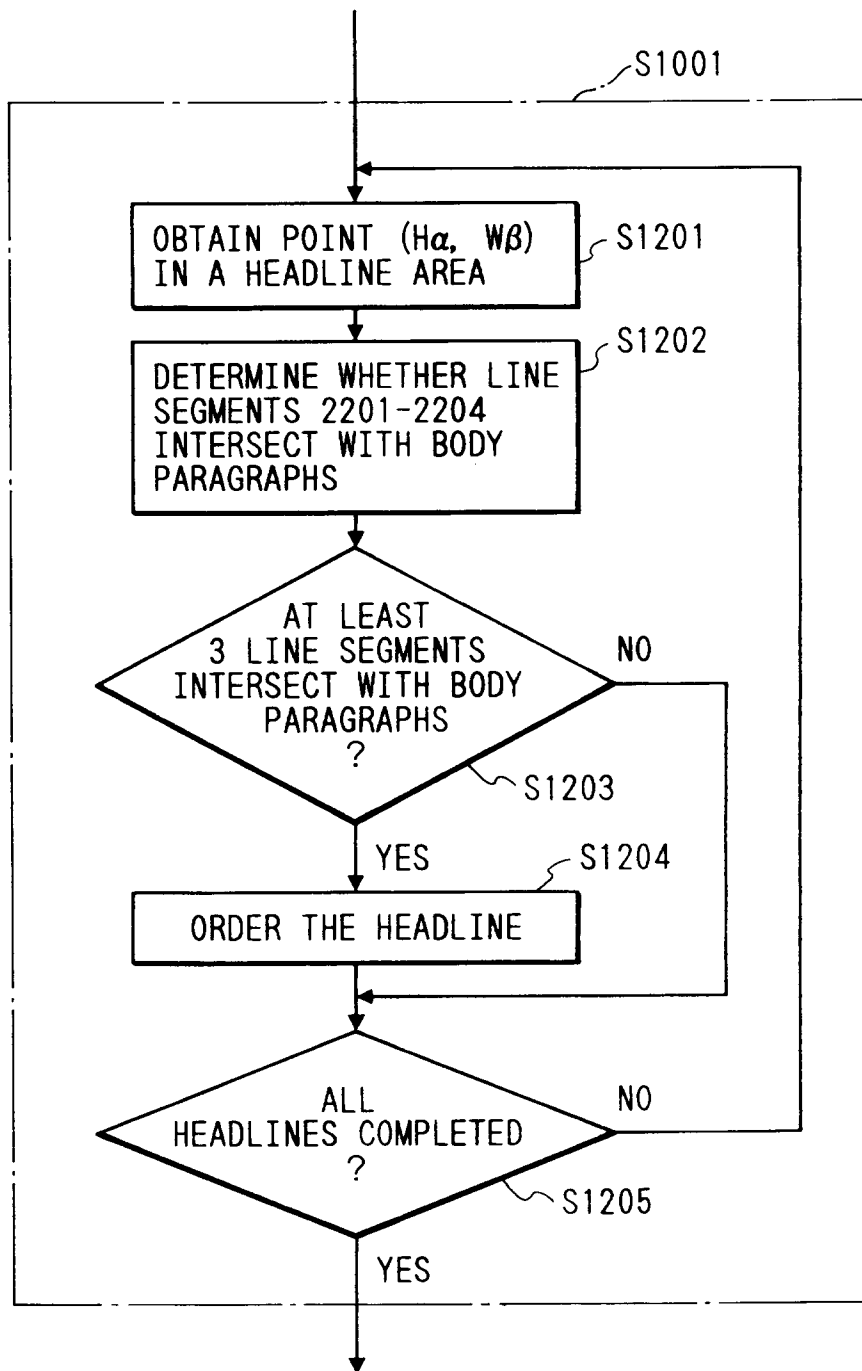 S1001
OBTAIN POINT (Hα, Wβ)
IN A HEADLINE AREA
S1201
S1202
DETERMINE WHETHER LINE
SEGMENTS 2201-2204
INTERSECT WITH BODY
PARAGRAPHS
AT LEAST
3 LINE SEGMENTS
INTERSECT WITH BODY
PARAGRAPHS
?
NO
S1203
YES
S1204
ORDER THE HEADLINE
ALL
HEADLINES COMPLETED
?
NO
S1205
YES